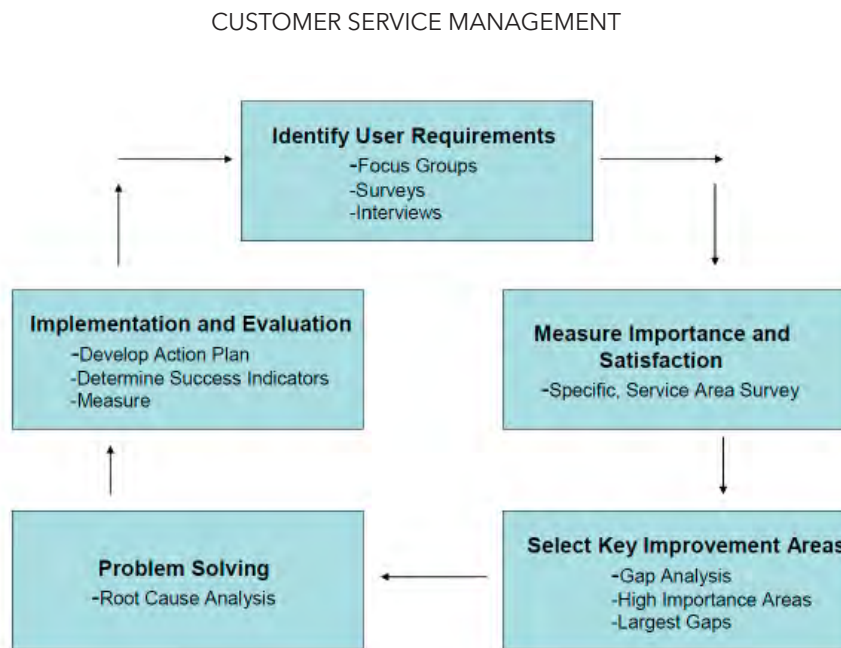 CUSTOMER SERVICE MANAGEMENT
Identify User Requirements
-Focus Groups
-Surveys
-Interviews
Measure Importance and
Satisfaction
-Specific, Service Area Survey
Select Key Improvement Areas
-Gap Analysis
-High Importance Areas
-Largest Gaps
Problem Solving
-Root Cause Analysis
Implementation and Evaluation
-Develop Action Plan
-Determine Success Indicators
-Measure